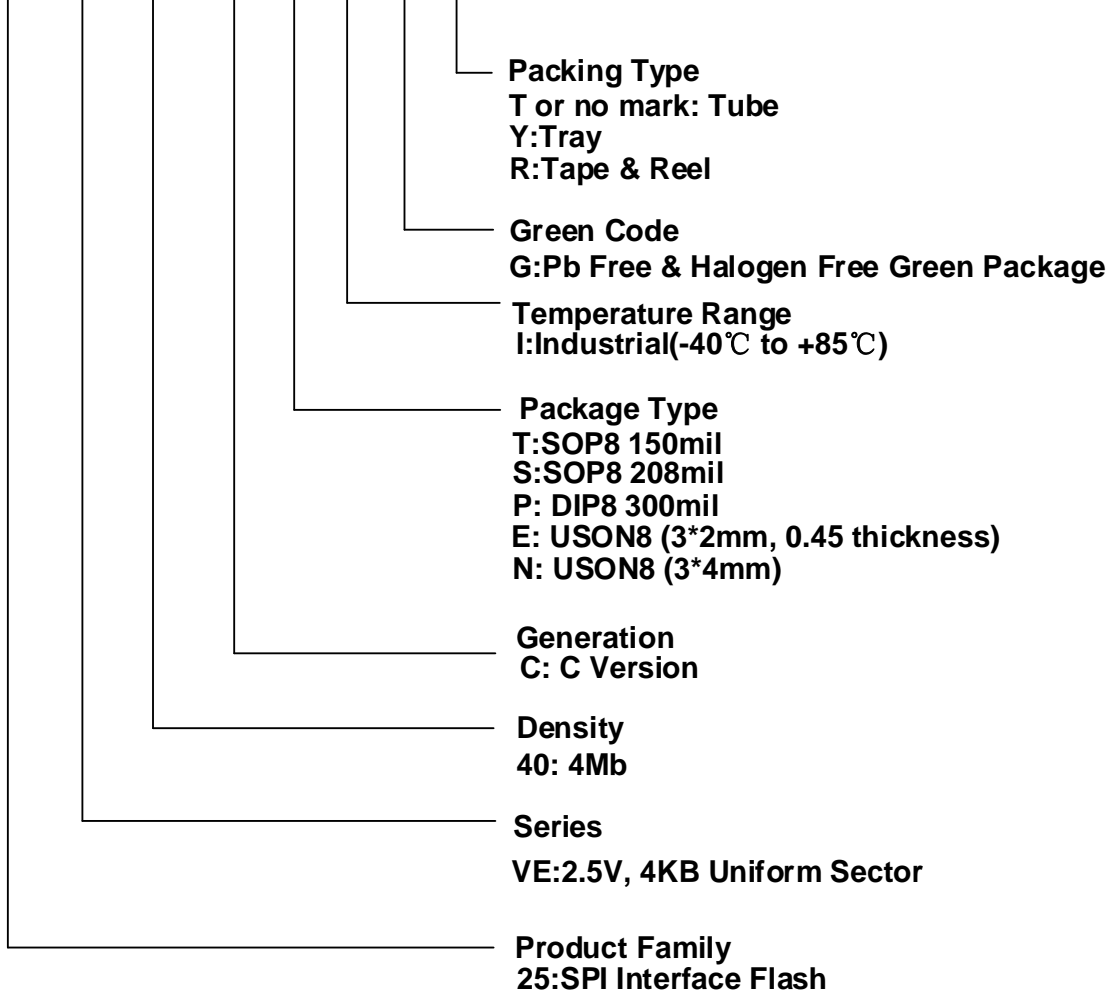 Packing Type
T or no mark: Tube
Y:Tray
R:Tape & Reel
Green Code
G:Pb Free & Halogen Free Green Package
Temperature Range
I:Industrial(-40℃ to +85℃)
Package Type
T:SOP8 150mil
S:SOP8 208mil
P: DIP8 300mil
E: USON8 (3*2mm, 0.45 thickness)
N: USON8 (3*4mm)
Generation
C: C Version
Density
40: 4Mb
Series
VE:2.5V, 4KB Uniform Sector
Product Family
25:SPI Interface Flash